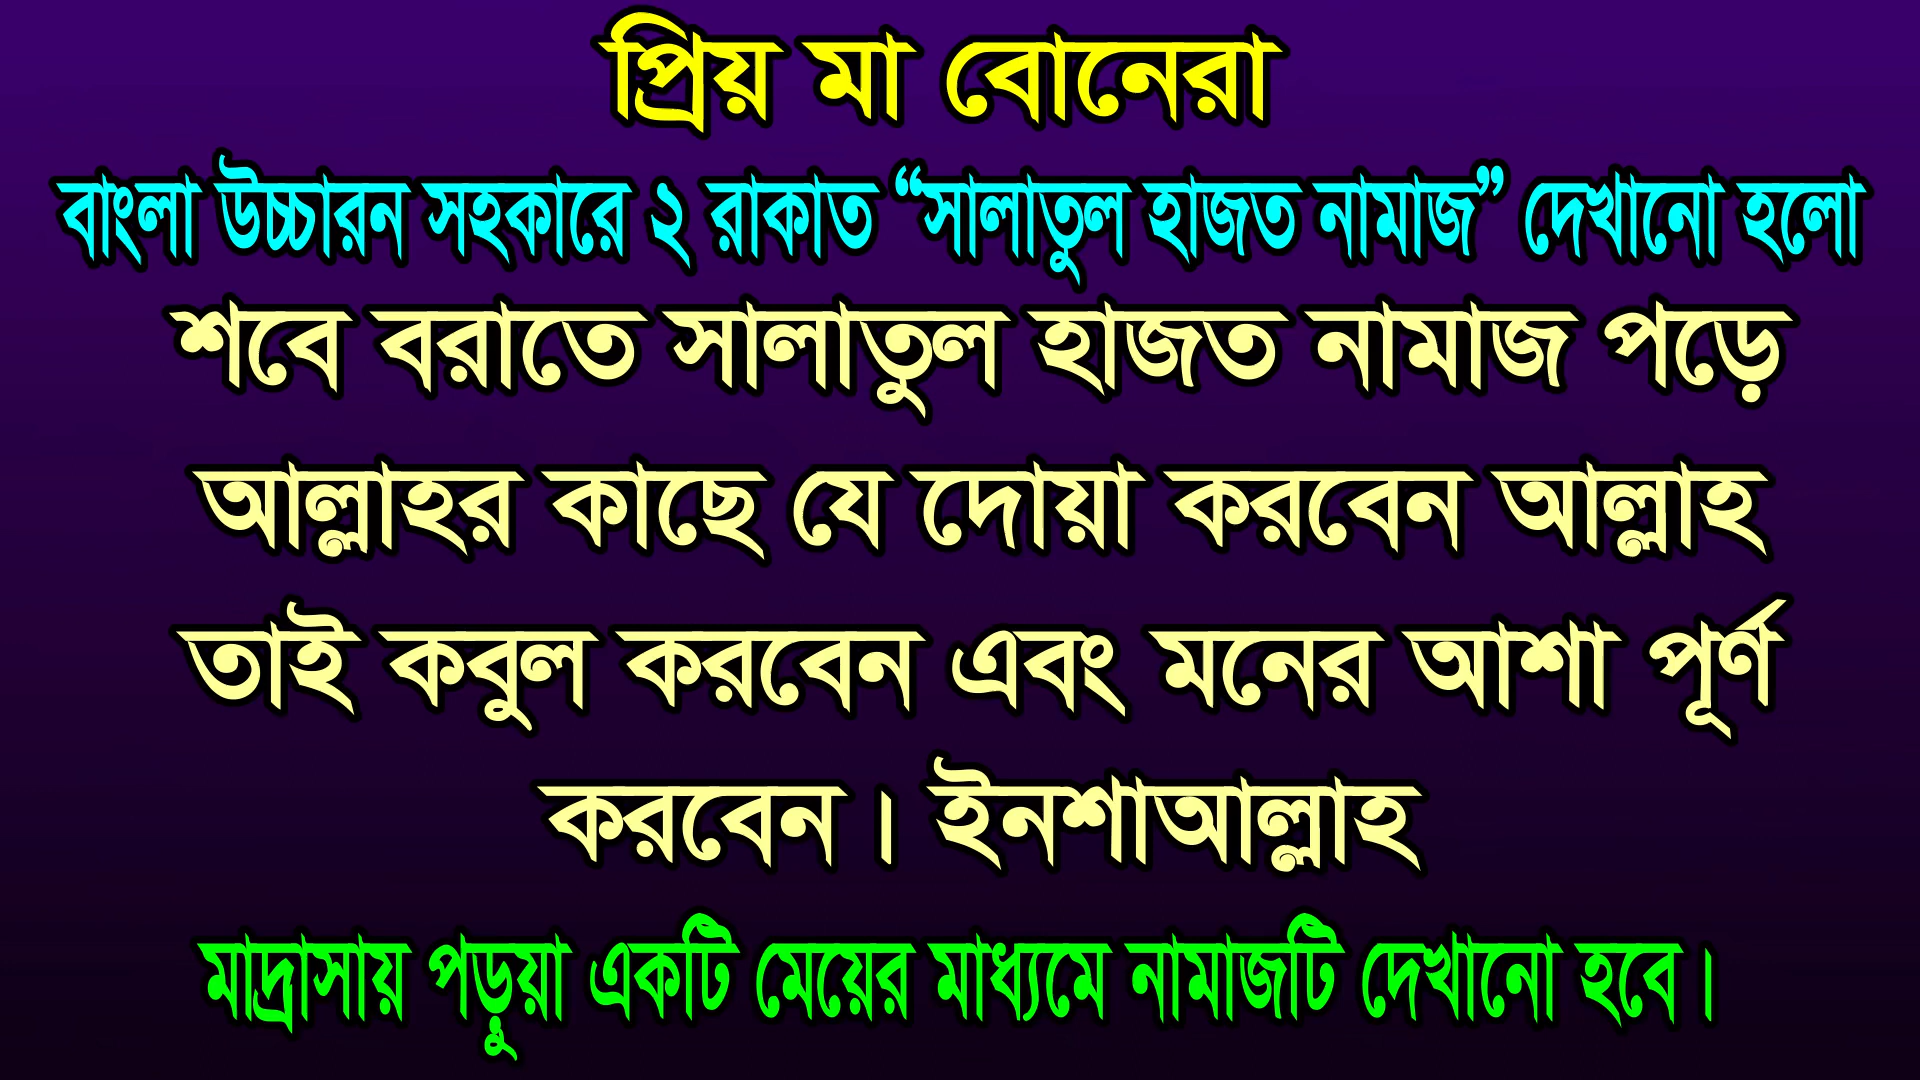 প্রিয় মা বোনেরা
বাংলা উচ্চারন সহকারে ২ রাকাত “সালাতুল হাজত নামাজ” দেখানো হলো
শবে বরাতে সালাতুল হাজত নামাজ পড়ে
আল্লাহর কাছে যে দোয়া করবেন আল্লাহ
তাই কবুল করবেন এবং মনের আশা পূর্ণ
করবেন। ইনশাআল্লাহ
মাদ্রাসায় পড়ুয়া একটি মেয়ের মাধ্যমে নামাজটি দেখানো হবে।